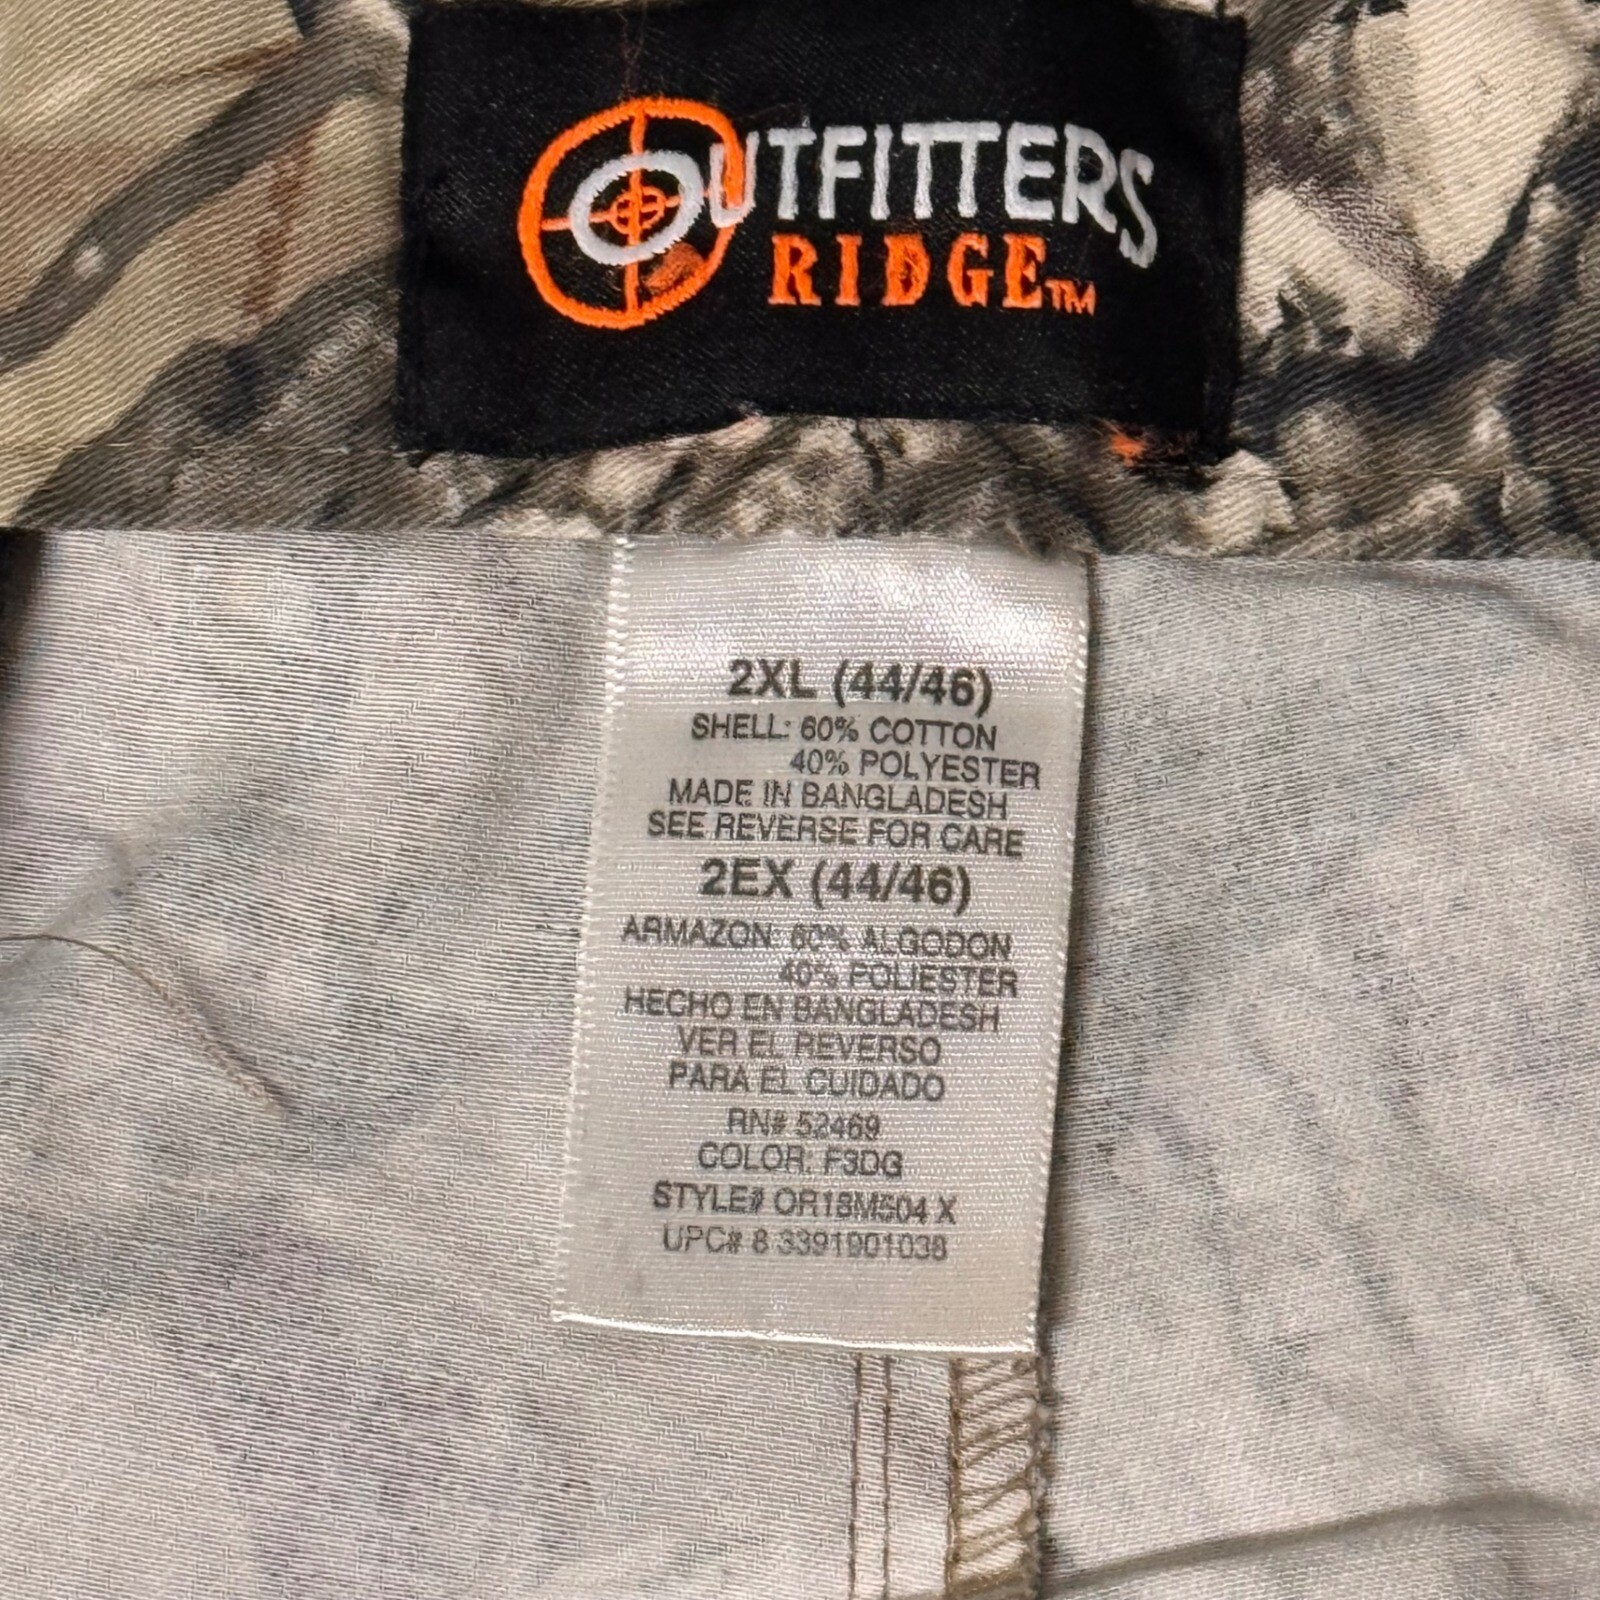 OUTFITTERS
RIDGE™
2XL (44/46)
SHELL: 60% COTTON
40% POLYESTER
MADE IN BANGLADESH
SEE REVERSE FOR CARE
2EX (44/46)
ARMAZON: 60% ALGODON
40% POLIESTER
HECHO EN BANGLADESH
VER EL REVERSO
PARA EL CUIDADO
RN# 52469
COLOR: F3DG
STYLE# OR18M504 X
UPC# 8 3391901038